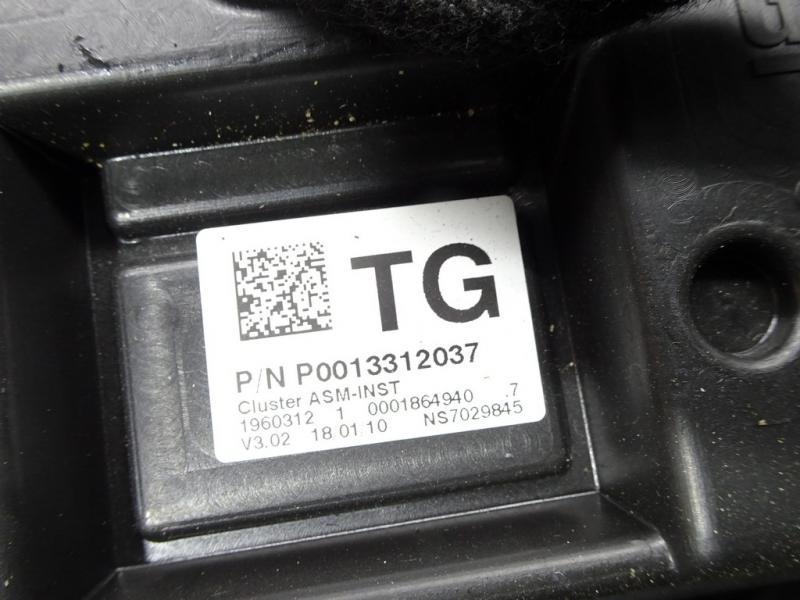 TG
P/N P0013312037
Cluster ASM-INST
1960312 1 0001864940 .7
V3.02 18 01 10 NS7029845